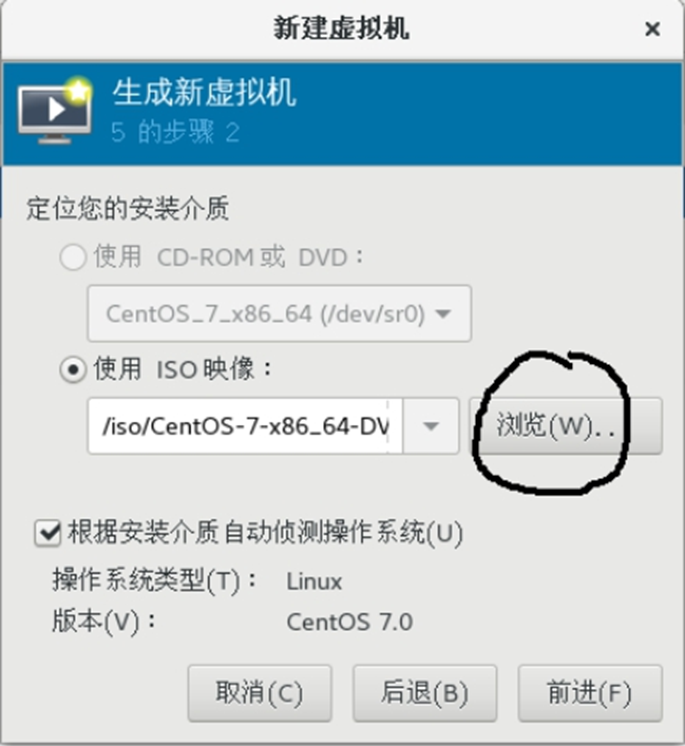 新建虚拟机
生成新虚拟机
5 的步骤 2
定位您的安装介质
使用 CD-ROM 或 DVD：
CentOS_7_x86_64 (/dev/sr0)
使用 ISO 映像：
/iso/CentOS-7-x86_64-DV
浏览(W)..
根据安装介质自动侦测操作系统(U)
操作系统类型(T)： Linux
版本(V)： CentOS 7.0
取消(C) 后退(B) 前进(F)